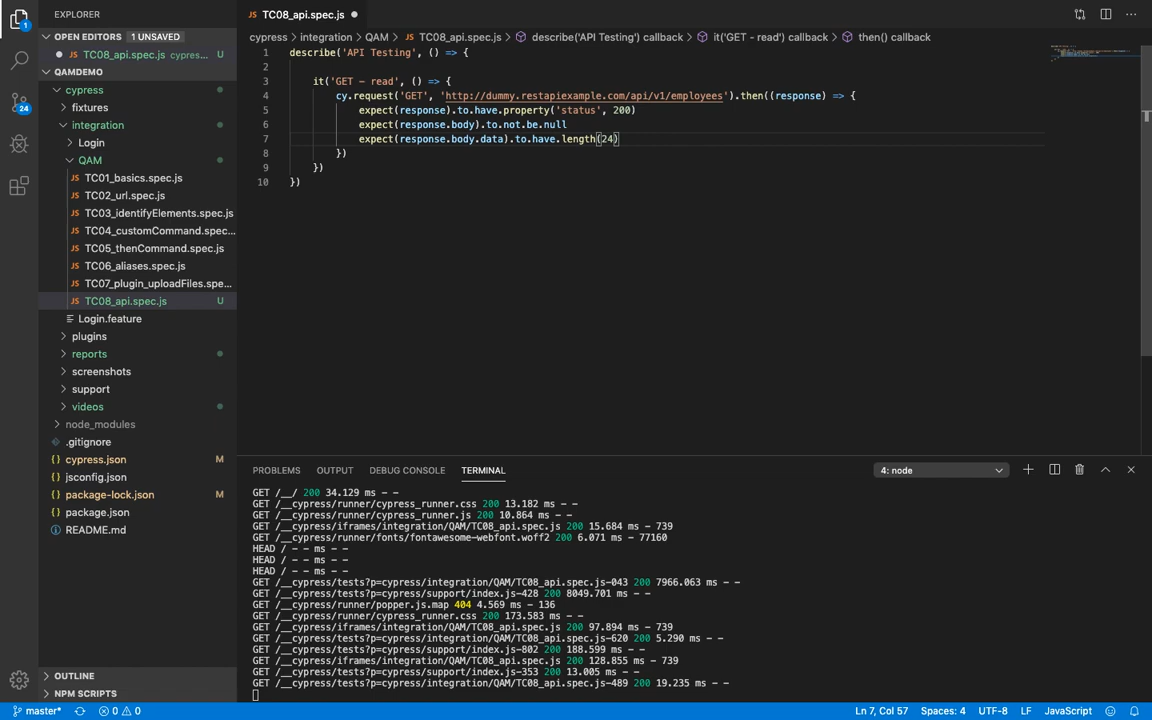 EXPLORER
TC08_api.spec.js
1
OPEN EDITORS 1 UNSAVED
TC08_api.spec.js cypres... U
QAMDEMO
cypress
fixtures
integration
Login
QAM
TC01_basics.spec.js
TC02_url.spec.js
TC03_identifyElements.spec.js
TC04_customCommand.spec...
TC05_thenCommand.spec.js
TC06_aliases.spec.js
TC07_plugin_uploadFiles.spe...
TC08_api.spec.js U
Login.feature
plugins
reports
screenshots
support
videos
node_modules
.gitignore
cypress.json M
jsconfig.json
package-lock.json M
package.json
README.md
OUTLINE
NPM SCRIPTS
24
cypress > integration > QAM > TC08_api.spec.js > describe('API Testing') callback > it('GET - read') callback > then() callback
1 describe('API Testing', () => {
2
3 it('GET - read', () => {
4 cy.request('GET', 'http://dummy.restapiexample.com/api/v1/employees').then((response) => {
5 expect(response).to.have.property('status', 200)
6 expect(response.body).to.not.be.null
7 expect(response.body.data).to.have.length(24)
8 })
9 })
10 })
PROBLEMS OUTPUT DEBUG CONSOLE TERMINAL 4: node
GET /__/ 200 34.129 ms - -
GET /__cypress/runner/cypress_runner.css 200 13.182 ms - -
GET /__cypress/runner/cypress_runner.js 200 10.864 ms - -
GET /__cypress/iframes/integration/QAM/TC08_api.spec.js 200 15.684 ms - 739
GET /__cypress/runner/fonts/fontawesome-webfont.woff2 200 6.071 ms - 77160
HEAD / - - ms - -
HEAD / - - ms - -
HEAD / - - ms - -
GET /__cypress/tests?p=cypress/integration/QAM/TC08_api.spec.js-043 200 7966.063 ms - -
GET /__cypress/tests?p=cypress/support/index.js-428 200 8049.701 ms - -
GET /__cypress/runner/popper.js.map 404 4.569 ms - 136
GET /__cypress/runner/cypress_runner.css 200 173.583 ms - -
GET /__cypress/iframes/integration/QAM/TC08_api.spec.js 200 97.894 ms - 739
GET /__cypress/tests?p=cypress/integration/QAM/TC08_api.spec.js-620 200 5.290 ms - -
GET /__cypress/tests?p=cypress/support/index.js-802 200 188.599 ms - -
GET /__cypress/iframes/integration/QAM/TC08_api.spec.js 200 128.855 ms - 739
GET /__cypress/tests?p=cypress/support/index.js-353 200 13.005 ms - -
GET /__cypress/tests?p=cypress/integration/QAM/TC08_api.spec.js-489 200 19.235 ms - -
master* 0 0 Ln 7, Col 57 Spaces: 4 UTF-8 LF JavaScript